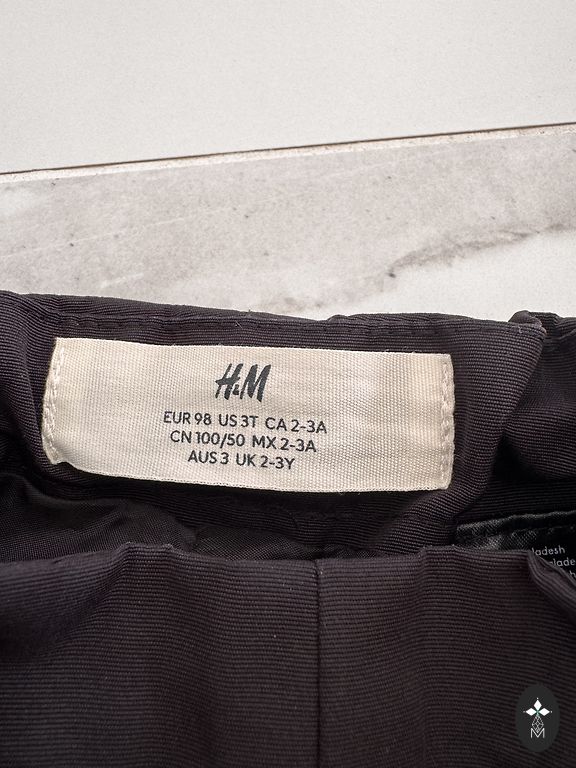 H&M
EUR 98 US 3T CA 2-3A
CN 100/50 MX 2-3A
AUS 3 UK 2-3Y